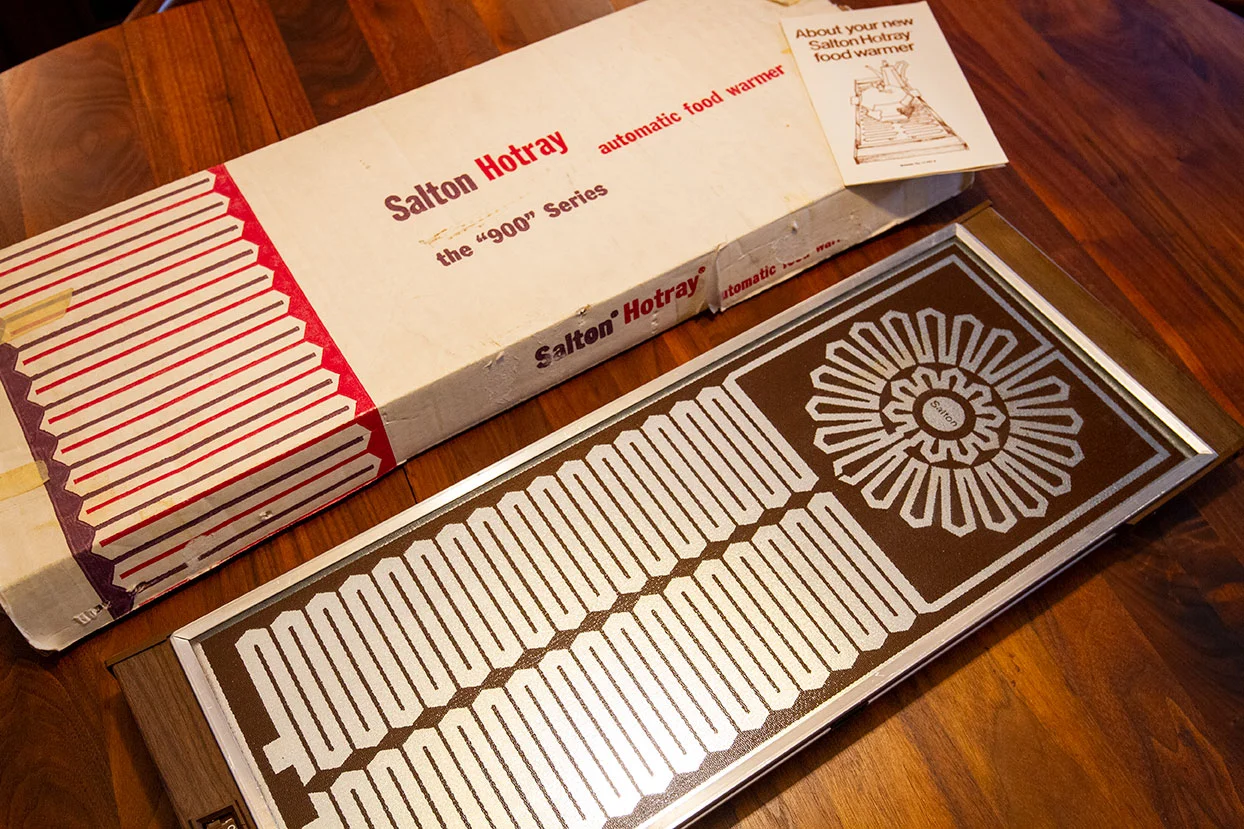 About your new
Salton Hotray
food warmer
Salton Hotray automatic food warmer
the "900" Series
Salton® Hotray®
automatic food
Salton